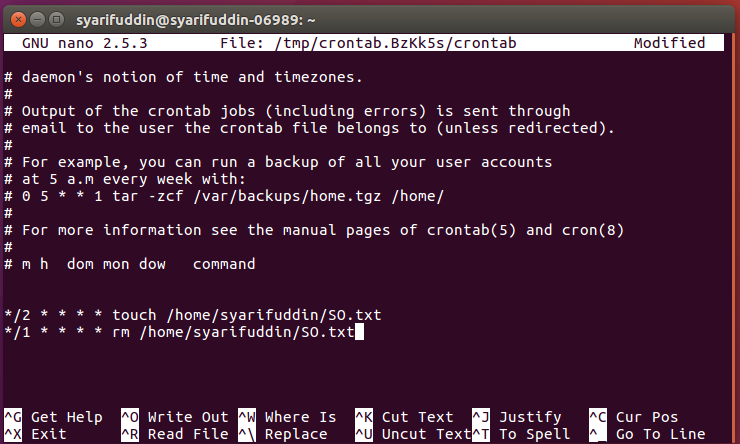 syarifuddin@syarifuddin-06989: ~
GNU nano 2.5.3 File: /tmp/crontab.BzKk5s/crontab Modified
# daemon's notion of time and timezones.
#
# Output of the crontab jobs (including errors) is sent through
# email to the user the crontab file belongs to (unless redirected).
#
# For example, you can run a backup of all your user accounts
# at 5 a.m every week with:
# 0 5 * * 1 tar -zcf /var/backups/home.tgz /home/
#
# For more information see the manual pages of crontab(5) and cron(8)
#
# m h  dom mon dow   command
*/2 * * * * touch /home/syarifuddin/SO.txt
*/1 * * * * rm /home/syarifuddin/SO.txt
^G Get Help ^O Write Out ^W Where Is ^K Cut Text ^J Justify ^C Cur Pos
^X Exit ^R Read File ^\ Replace ^U Uncut Text ^T To Spell ^_ Go To Line